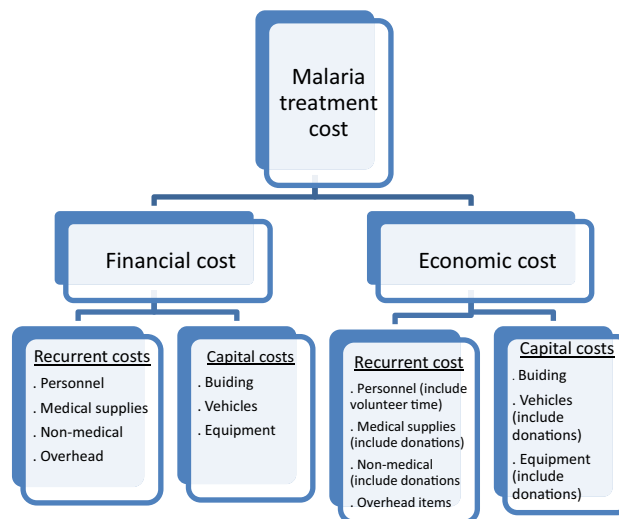 Malaria
treatment
cost
Financial cost
Economic cost
Recurrent costs
. Personnel
. Medical supplies
. Non-medical
. Overhead
Capital costs
. Buiding
. Vehicles
. Equipment
Recurrent cost
. Personnel (include
volunteer time)
. Medical supplies
(include donations)
. Non-medical
(include donations
. Overhead items
Capital costs
. Buiding
. Vehicles
(include
donations)
. Equipment
(include
donations)